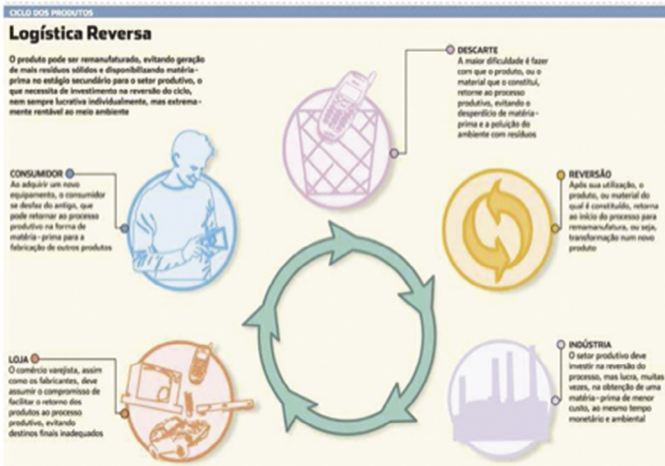 CICLO DOS PRODUTOS
Logística Reversa
O produto pode ser remanufaturado, evitando geração
de mais resíduos sólidos e disponibilizando matéria-
prima no estágio secundário para o setor produtivo, o
que necessita de investimento na reversão do ciclo,
nem sempre lucrativa individualmente, mas extrema-
mente rentável ao meio ambiente
DESCARTE
A maior dificuldade é fazer
com que o produto, ou o
material que o constitui,
retorne ao processo
produtivo, evitando o
desperdício de matéria-
prima e a poluição do
ambiente com resíduos
CONSUMIDOR
Ao adquirir um novo
equipamento, o consumidor
se desfaz do antigo, que
pode retornar ao processo
produtivo na forma de
matéria-prima para a
fabricação de outros produtos
REVERSÃO
Após sua utilização, o
produto, ou material do
qual é constituído, retorna
ao início do processo para
remamanufatura, ou seja,
transformação num novo
produto
LOJA
O comércio varejista, assim
como os fabricantes, deve
assumir o compromisso de
facilitar o retorno dos
produtos ao processo
produtivo, evitando
destinos finais inadequados
INDÚSTRIA
O setor produtivo deve
investir na reversão do
processo, mas lucra, muitas
vezes, na obtenção de uma
matéria-prima de menor
custo, ao mesmo tempo
monetário e ambiental